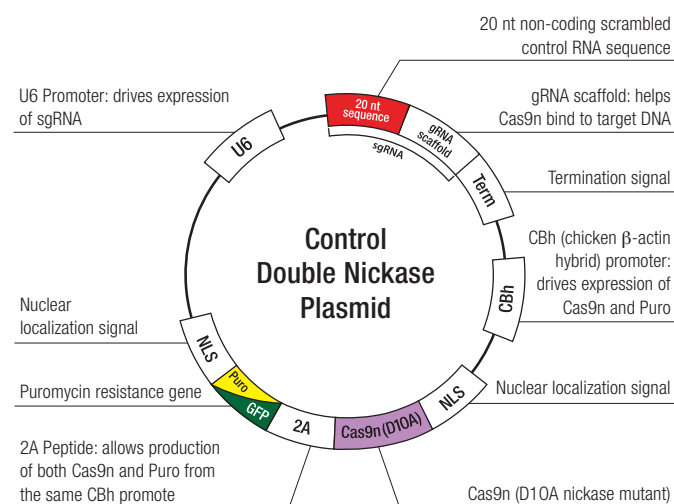 20 nt non-coding scrambled
control RNA sequence
U6 Promoter: drives expression
of sgRNA
gRNA scaffold: helps
Cas9n bind to target DNA
20 nt
sequence
gRNA
scaffold
sgRNA
U6
Term
Termination signal
Control
Double Nickase
Plasmid
CBh (chicken β-actin
hybrid) promoter:
drives expression of
Cas9n and Puro
CBh
Nuclear
localization signal
NLS
Puro
GFP
2A
Cas9n (D10A)
NLS
Nuclear localization signal
Puromycin resistance gene
2A Peptide: allows production
of both Cas9n and Puro from
the same CBh promote
Cas9n (D10A nickase mutant)